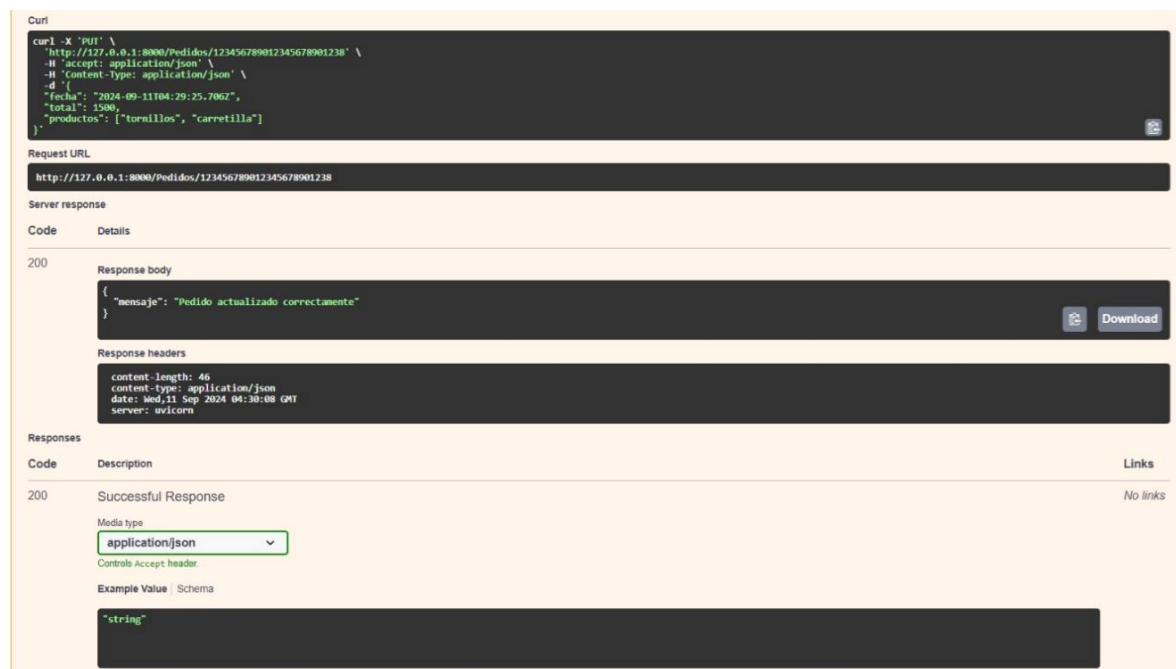 Curl
curl -X 'PUT' \
'http://127.0.0.1:8000/Pedidos/123456789012345678901238' \
-H 'accept: application/json' \
-H 'Content-Type: application/json' \
-d '{
"fecha": "2024-09-11T04:29:25.706Z",
"total": 1500,
"productos": ["tornillos", "carretilla"]
}'
Request URL
http://127.0.0.1:8000/Pedidos/123456789012345678901238
Server response
Code Details
200
Response body
{
"mensaje": "Pedido actualizado correctamente"
}
Download
Response headers
content-length: 46
content-type: application/json
date: Wed,11 Sep 2024 04:30:08 GMT
server: uvicorn
Responses
Code Description Links
200 Successful Response No links
Media type
application/json
Controls Accept header.
Example Value Schema
"string"